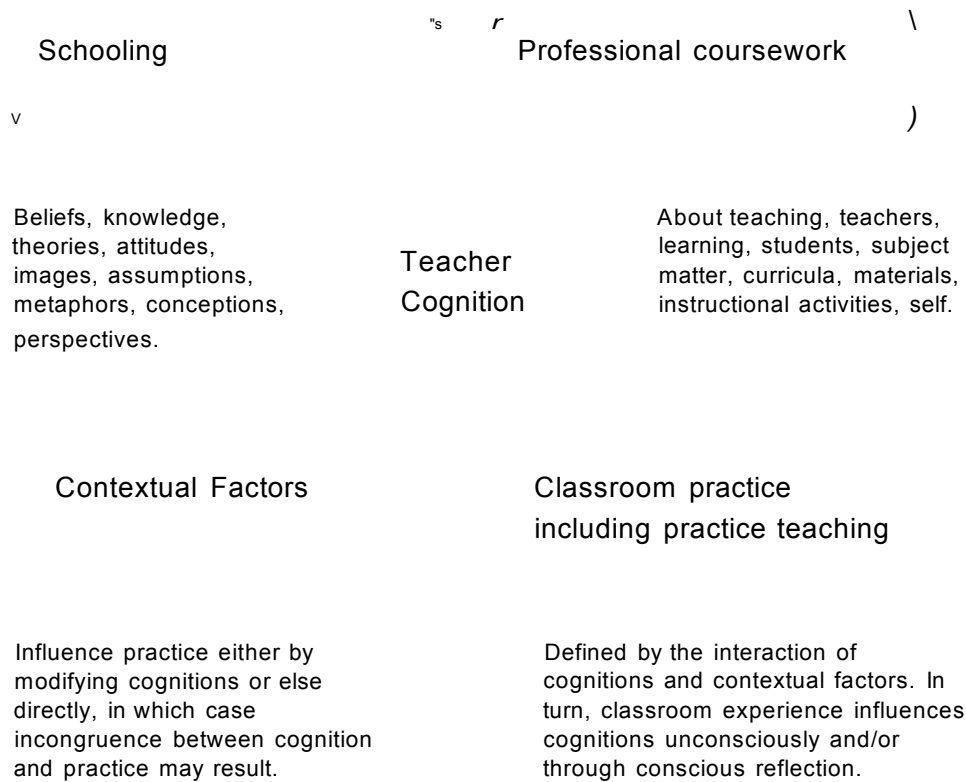 "s r \
Schooling
Professional coursework
V )
Beliefs, knowledge,
theories, attitudes,
images, assumptions,
metaphors, conceptions,
perspectives.
Teacher
Cognition
About teaching, teachers,
learning, students, subject
matter, curricula, materials,
instructional activities, self.
Contextual Factors
Classroom practice
including practice teaching
Influence practice either by
modifying cognitions or else
directly, in which case
incongruence between cognition
and practice may result.
Defined by the interaction of
cognitions and contextual factors. In
turn, classroom experience influences
cognitions unconsciously and/or
through conscious reflection.